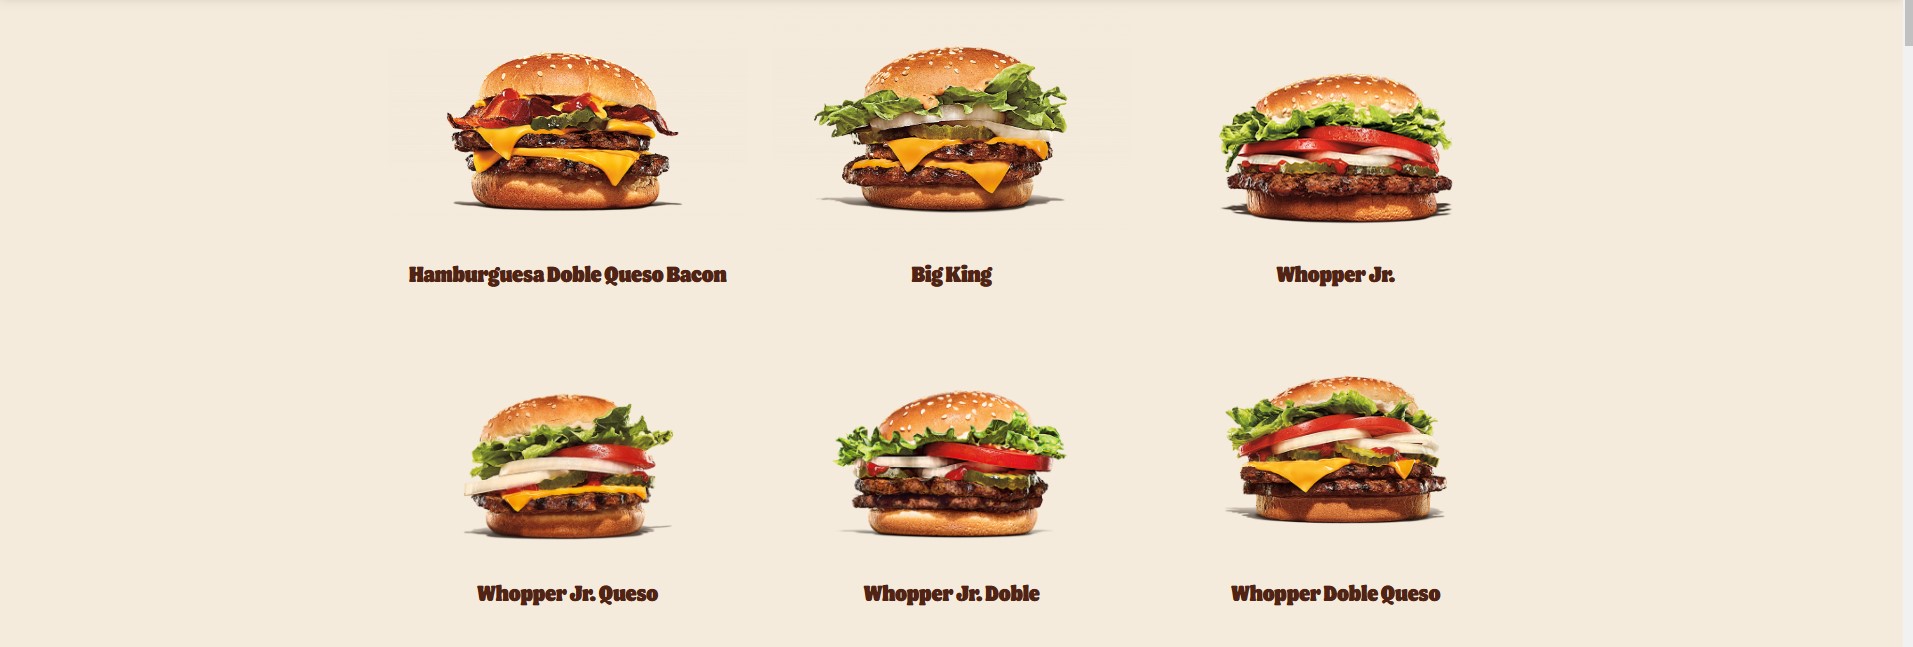 Hamburguesa Doble Queso Bacon
Big King
Whopper Jr.
Whopper Jr. Queso
Whopper Jr. Doble
Whopper Doble Queso